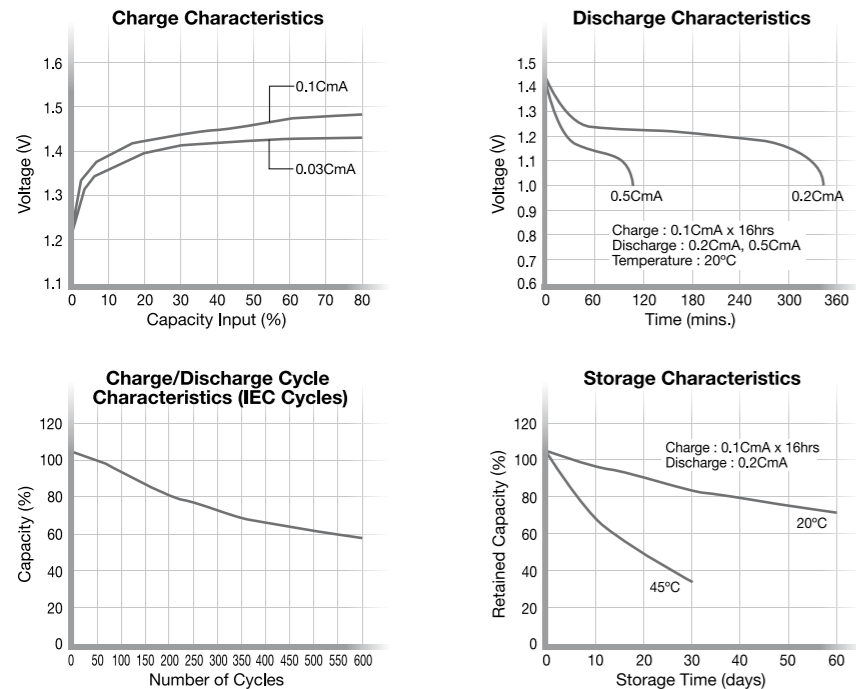 Charge Characteristics
1.6
1.5
1.4
1.3
1.2
1.1
Voltage (V)
0.1CmA
0.03CmA
0 10 20 30 40 50 60 70 80
Capacity Input (%)
Discharge Characteristics
1.5
1.4
1.3
1.2
1.1
1.0
0.9
0.8
0.7
0.6
Voltage (V)
0.5CmA
0.2CmA
Charge : 0.1CmA x 16hrs
Discharge : 0.2CmA, 0.5CmA
Temperature : 20ºC
0 60 120 180 240 300 360
Time (mins.)
Charge/Discharge Cycle
Characteristics (IEC Cycles)
120
100
80
60
40
20
0
Capacity (%)
0 50 100 150 200 250 300 350 400 450 500 550 600
Number of Cycles
Storage Characteristics
120
100
80
60
40
20
0
Retained Capacity (%)
Charge : 0.1CmA x 16hrs
Discharge : 0.2CmA
20ºC
45ºC
0 10 20 30 40 50 60
Storage Time (days)